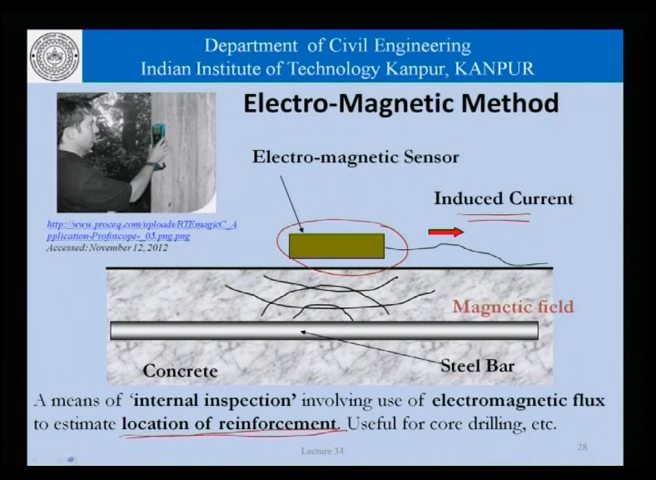 Department of Civil Engineering
Indian Institute of Technology Kanpur, KANPUR
Electro-Magnetic Method
Electro-magnetic Sensor
Induced Current
http://www.proceq.com/uploads/RTEmagicC_A
pplication-Profoscope-_05.png.png
Accessed: November 12, 2012
Magnetic field
Steel Bar
Concrete
A means of ‘internal inspection’ involving use of electromagnetic flux
to estimate location of reinforcement. Useful for core drilling, etc.
Lecture 34
28